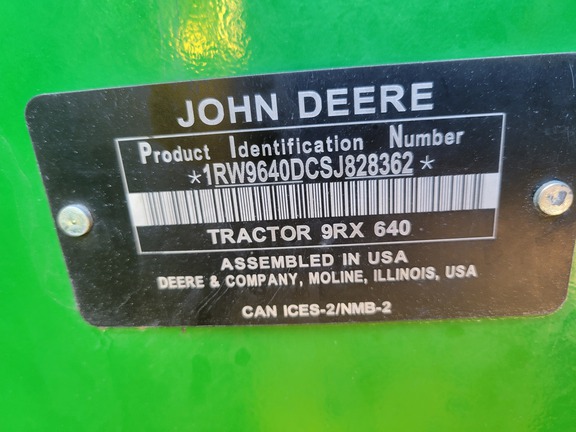 JOHN DEERE
Product Identification Number
*1RW9640DCSJ828362*
TRACTOR 9RX 640
ASSEMBLED IN USA
DEERE & COMPANY, MOLINE, ILLINOIS, USA
CAN ICES-2/NMB-2